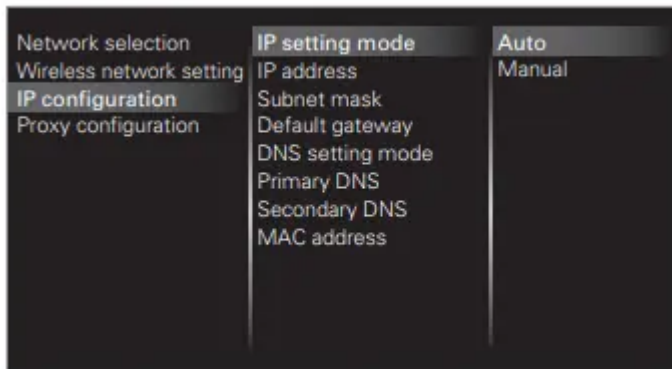 Network selection
Wireless network setting
IP configuration
Proxy configuration
IP setting mode
IP address
Subnet mask
Default gateway
DNS setting mode
Primary DNS
Secondary DNS
MAC address
Auto
Manual